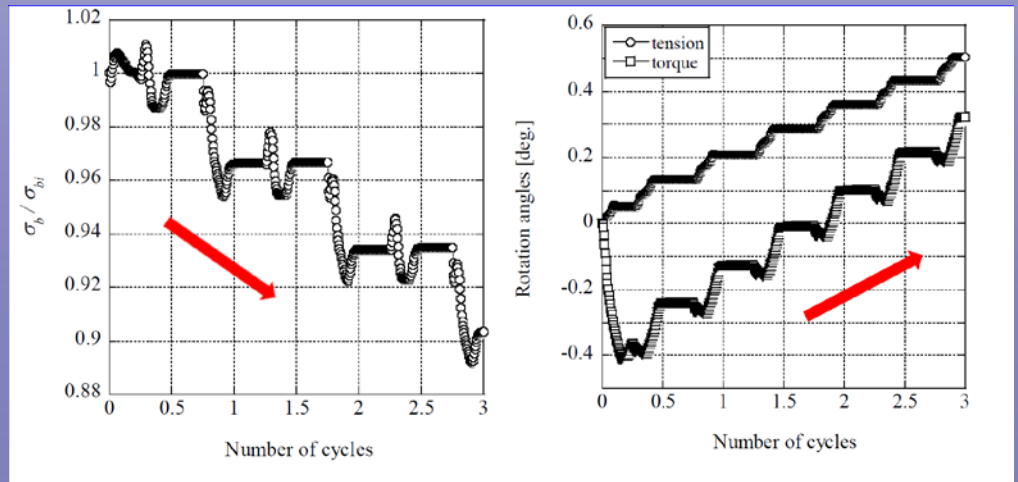 1.02
1
0.98
0.96
0.94
0.92
0.9
0.88
σb / σbi
0 0.5 1 1.5 2 2.5 3
Number of cycles
0.6
0.4
0.2
0
-0.2
-0.4
Rotation angles [deg.]
tension
torque
0 0.5 1 1.5 2 2.5 3
Number of cycles